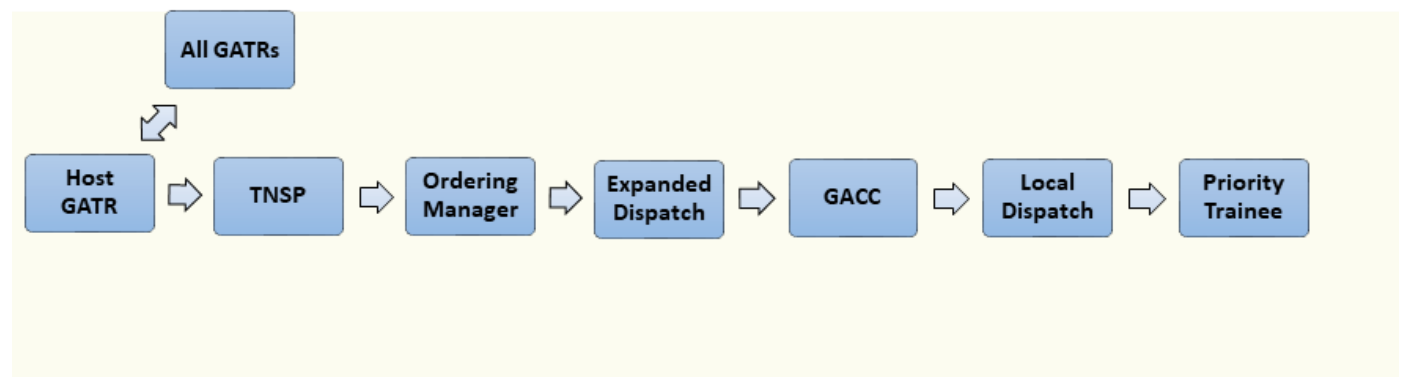 All GATRs
Host
GATR
TNSP
Ordering
Manager
Expanded
Dispatch
GACC
Local
Dispatch
Priority
Trainee